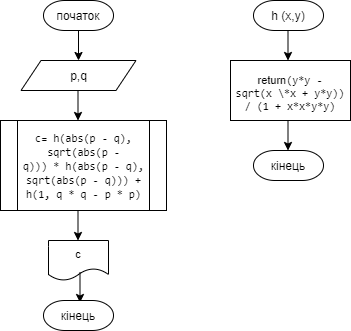 початок
p,q
c= h(abs(p - q),
sqrt(abs(p -
q))) * h(abs(p - q),
sqrt(abs(p - q))) +
h(1, q * q - p * p)
c
кінець
h (x,y)
return(y*y -
sqrt(x \*x + y*y))
/ (1 + x*x*y*y)
кінець